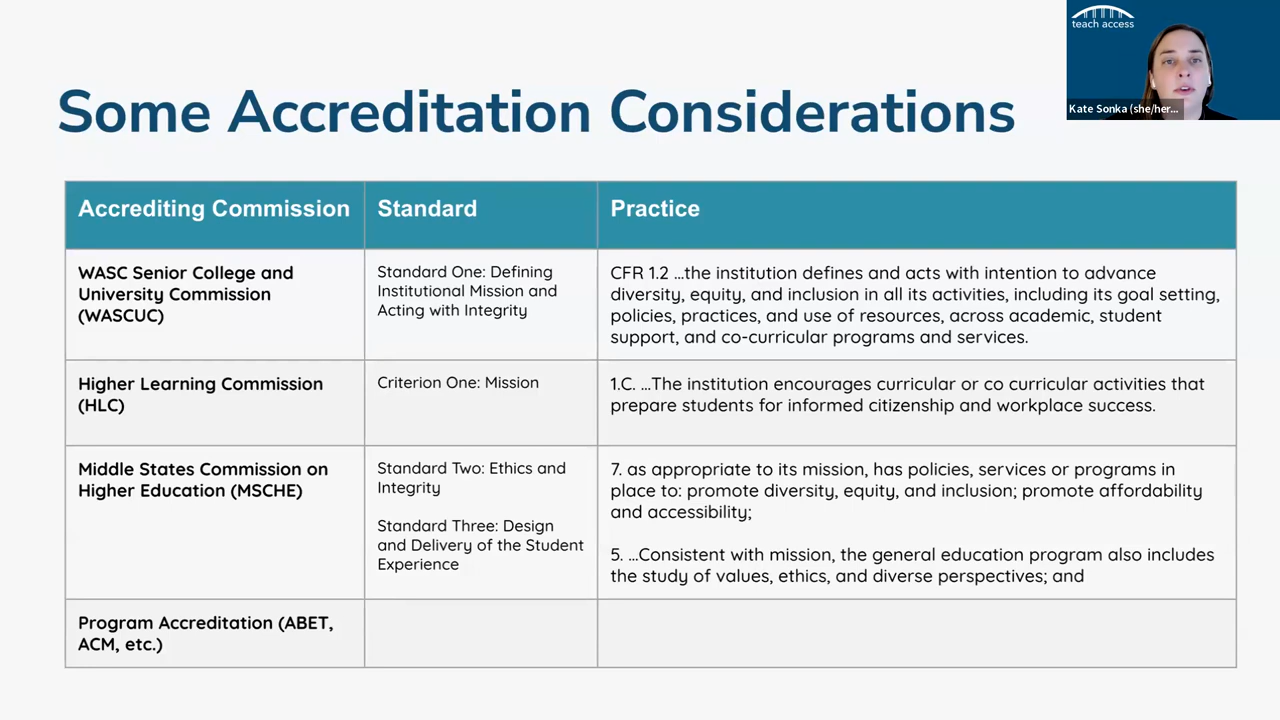 teach access
Kate Sonka (she/her...
Some Accreditation Considerations
Accrediting Commission
Standard
Practice
WASC Senior College and
University Commission
(WASCUC)
Standard One: Defining
Institutional Mission and
Acting with Integrity
CFR 1.2 ...the institution defines and acts with intention to advance
diversity, equity, and inclusion in all its activities, including its goal setting,
policies, practices, and use of resources, across academic, student
support, and co-curricular programs and services.
Higher Learning Commission
(HLC)
Criterion One: Mission
1.C. ...The institution encourages curricular or co curricular activities that
prepare students for informed citizenship and workplace success.
Middle States Commission on
Higher Education (MSCHE)
Standard Two: Ethics and
Integrity
Standard Three: Design
and Delivery of the Student
Experience
7. as appropriate to its mission, has policies, services or programs in
place to: promote diversity, equity, and inclusion; promote affordability
and accessibility;
5. ...Consistent with mission, the general education program also includes
the study of values, ethics, and diverse perspectives; and
Program Accreditation (ABET,
ACM, etc.)